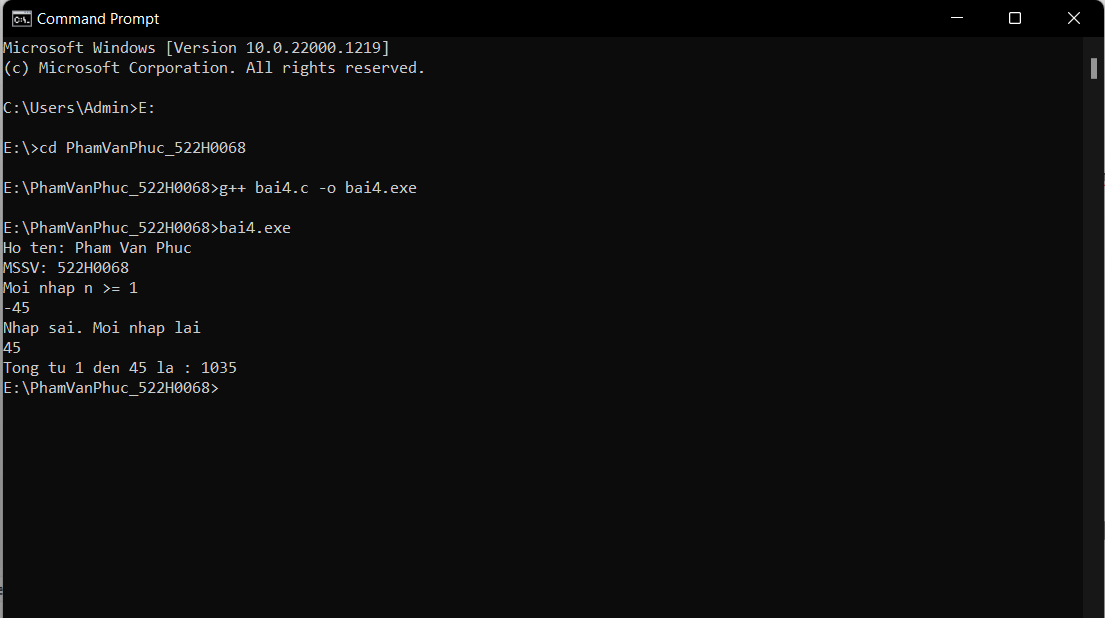 Command Prompt
Microsoft Windows [Version 10.0.22000.1219]
(c) Microsoft Corporation. All rights reserved.
C:\Users\Admin>E:
E:\>cd PhamVanPhuc_522H0068
E:\PhamVanPhuc_522H0068>g++ bai4.c -o bai4.exe
E:\PhamVanPhuc_522H0068>bai4.exe
Ho ten: Pham Van Phuc
MSSV: 522H0068
Moi nhap n >= 1
-45
Nhap sai. Moi nhap lai
45
Tong tu 1 den 45 la : 1035
E:\PhamVanPhuc_522H0068>